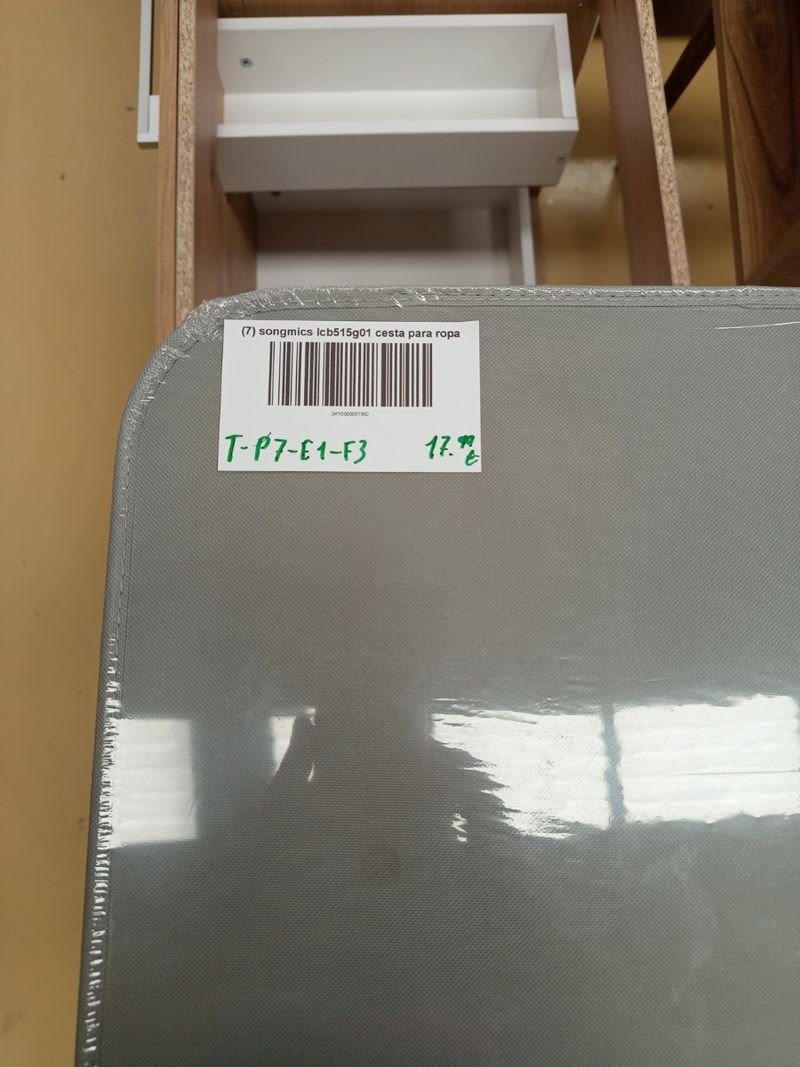 (7) songmics lcb515g01 cesta para ropa
T-P7-E1-F3 17.99 €